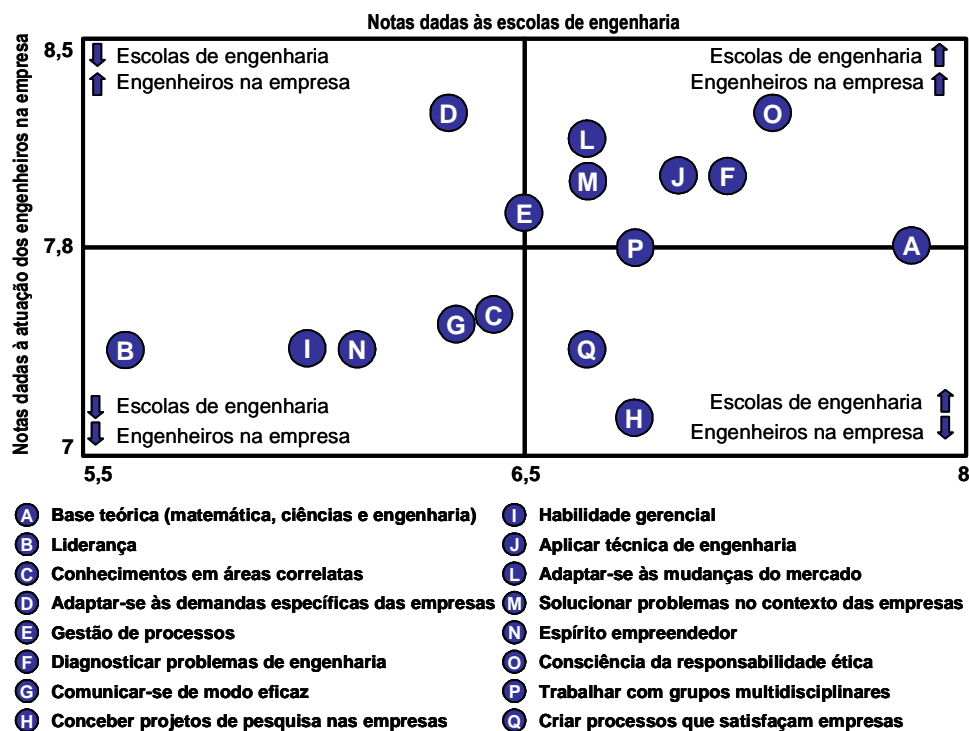 Notas dadas às escolas de engenharia
Notas dadas à atuação dos engenheiros na empresa
8,5
Escolas de engenharia
Engenheiros na empresa
Escolas de engenharia
Engenheiros na empresa
D
O
L
M
J
F
E
7,8
P
A
B
I
N
G
C
Q
H
Escolas de engenharia
Engenheiros na empresa
Escolas de engenharia
Engenheiros na empresa
7
5,5
6,5
8
A Base teórica (matemática, ciências e engenharia)
B Liderança
C Conhecimentos em áreas correlatas
D Adaptar-se às demandas específicas das empresas
E Gestão de processos
F Diagnosticar problemas de engenharia
G Comunicar-se de modo eficaz
H Conceber projetos de pesquisa nas empresas
I Habilidade gerencial
J Aplicar técnica de engenharia
L Adaptar-se às mudanças do mercado
M Solucionar problemas no contexto das empresas
N Espírito empreendedor
O Consciência da responsabilidade ética
P Trabalhar com grupos multidisciplinares
Q Criar processos que satisfaçam empresas